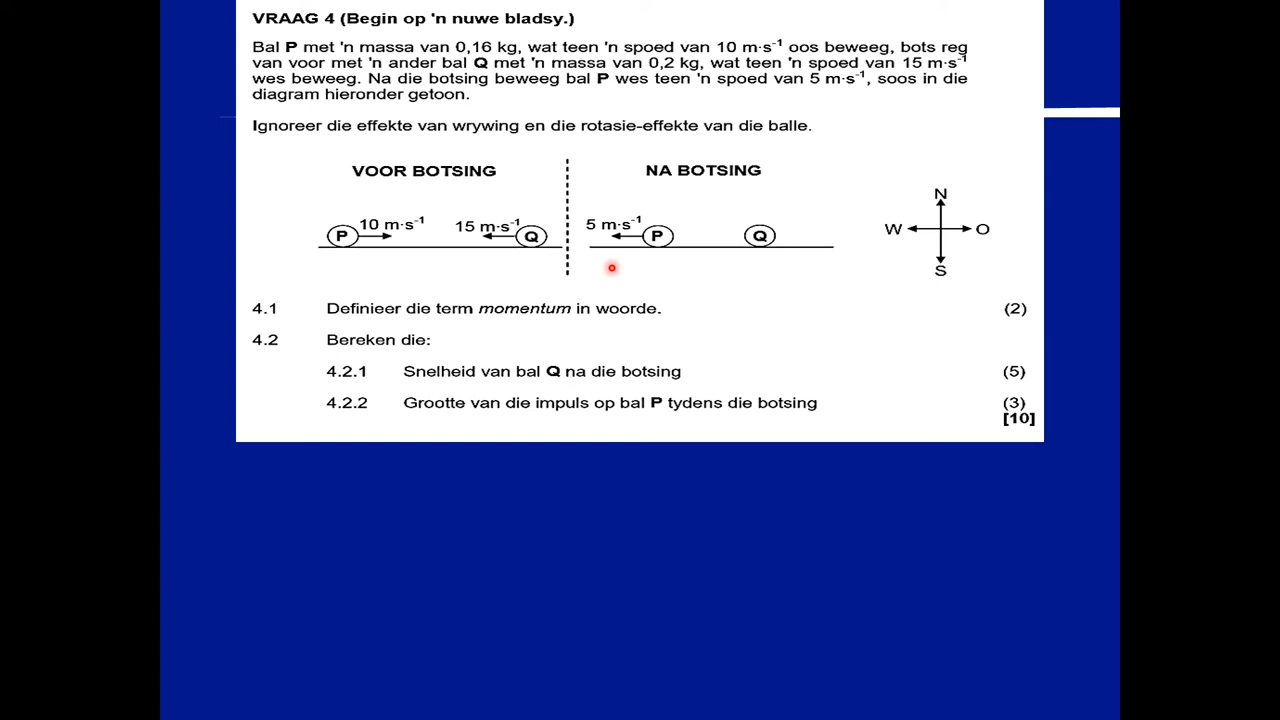 VRAAG 4 (Begin op 'n nuwe bladsy.)
Bal P met 'n massa van 0,16 kg, wat teen 'n spoed van 10 m·s⁻¹ oos beweeg, bots reg
van voor met 'n ander bal Q met 'n massa van 0,2 kg, wat teen 'n spoed van 15 m·s⁻¹
wes beweeg. Na die botsing beweeg bal P wes teen 'n spoed van 5 m·s⁻¹, soos in die
diagram hieronder getoon.
Ignoreer die effekte van wrywing en die rotasie-effekte van die balle.
VOOR BOTSING NA BOTSING
N
10 m·s⁻¹ 15 m·s⁻¹ 5 m·s⁻¹
P Q P Q W O
S
4.1 Definieer die term momentum in woorde. (2)
4.2 Bereken die:
4.2.1 Snelheid van bal Q na die botsing (5)
4.2.2 Grootte van die impuls op bal P tydens die botsing (3)
[10]